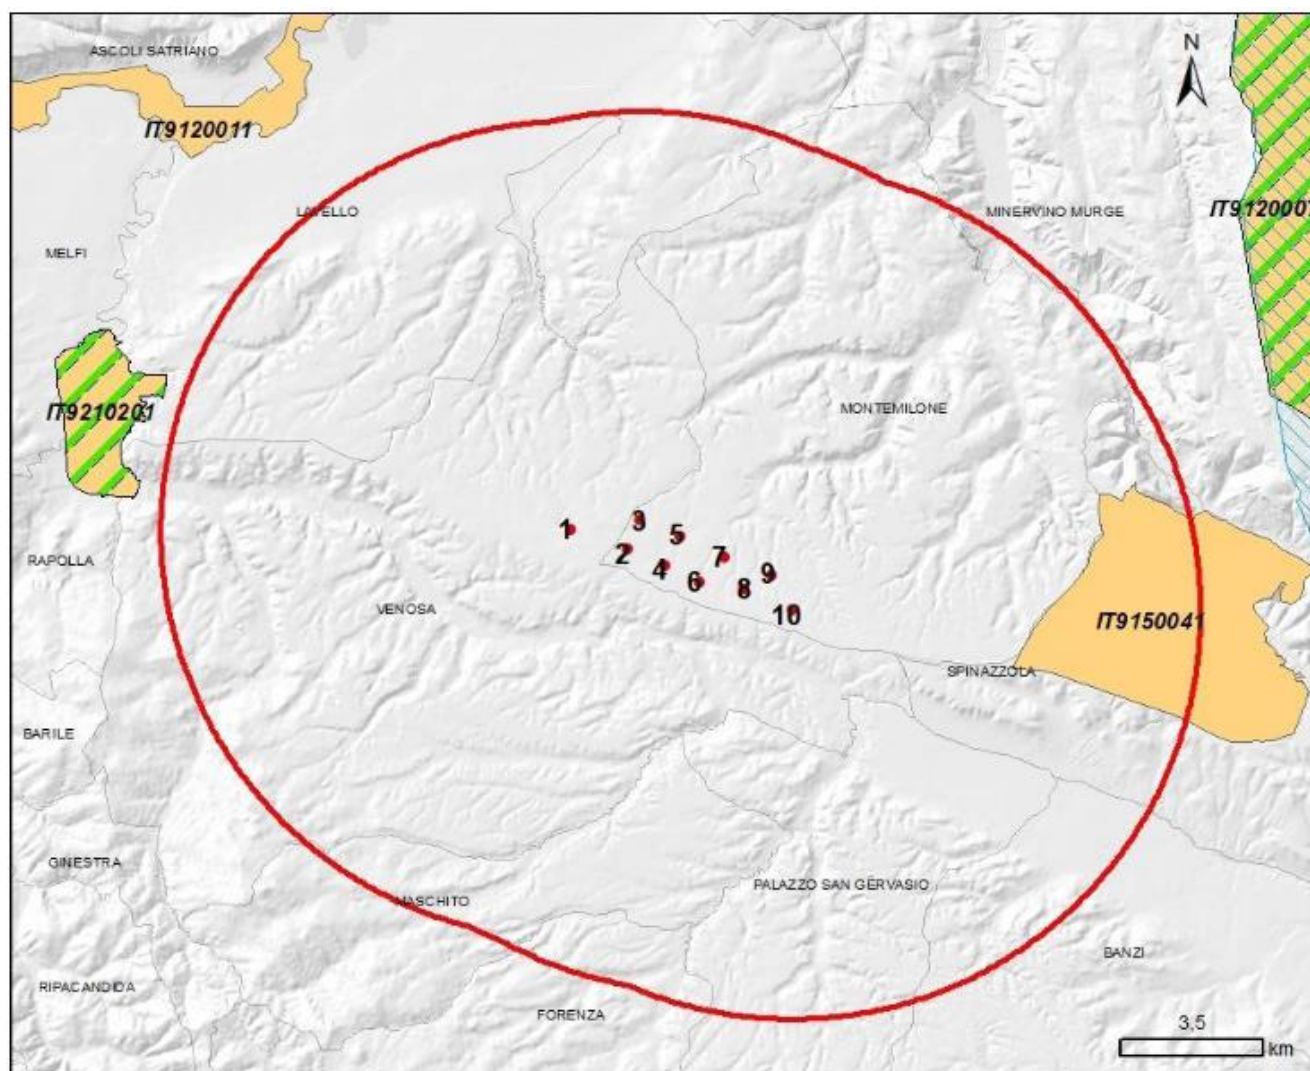 ASCOLI SATRIANO
N
IT9120011
LAVELLO
MINERVINO MURGE
IT9120007
MELFI
IT9210201
MONTEMILONE
3
1
5
2
7
4
9
6
8
RAPOLLA
VENOSA
10
IT9150041
SPINAZZOLA
BARILE
GINESTRA
PALAZZO SAN GERVASIO
MASCHITO
BANZI
RIPACANDIDA
FORENZA
3,5
km